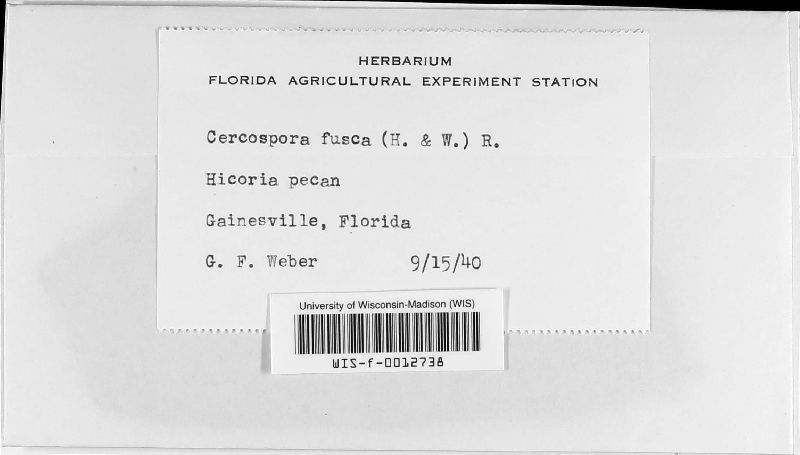 HERBARIUM
FLORIDA AGRICULTURAL EXPERIMENT STATION
Cercospora fusca (H. & W.) R.
Hicoria pecan
Gainesville, Florida
G. F. Weber 9/15/40
University of Wisconsin-Madison (WIS)
WIS-f-0012738